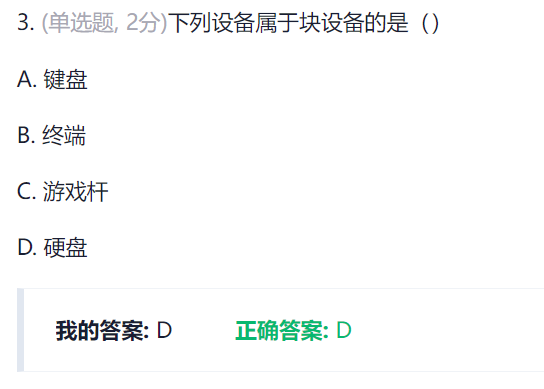 3. (单选题, 2分)下列设备属于块设备的是（）
A. 键盘
B. 终端
C. 游戏杆
D. 硬盘
我的答案: D 正确答案: D